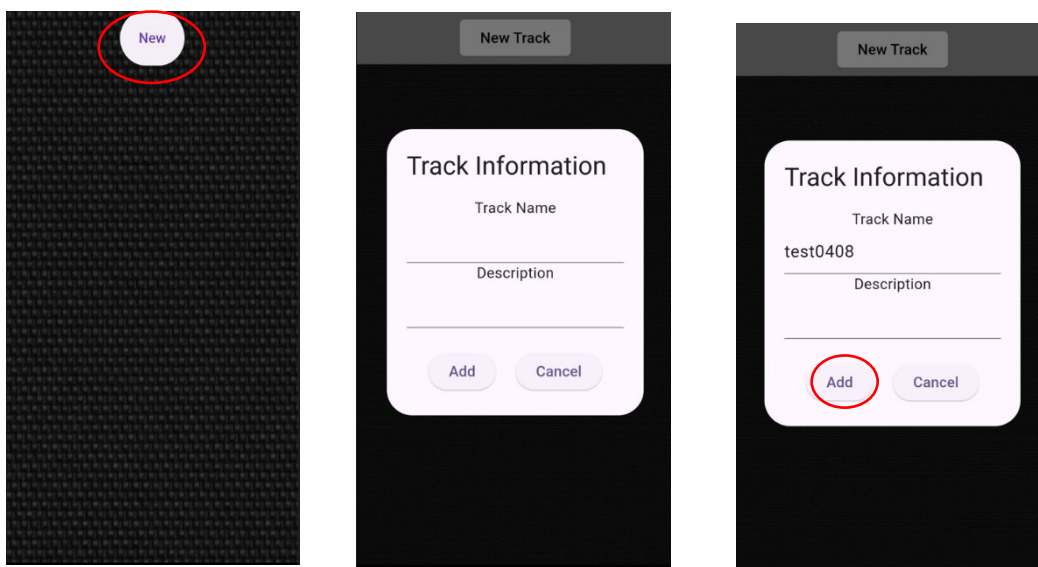 New
New Track
Track Information
Track Name
Description
Add Cancel
New Track
Track Information
Track Name
test0408
Description
Add Cancel